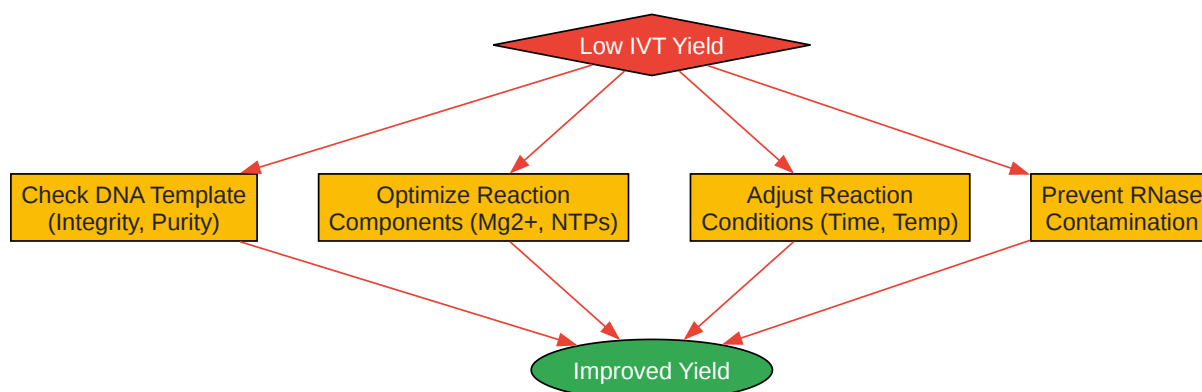 Low IVT Yield
Check DNA Template
(Integrity, Purity)
Optimize Reaction
Components (Mg2+, NTPs)
Adjust Reaction
Conditions (Time, Temp)
Prevent RNase
Contamination
Improved Yield